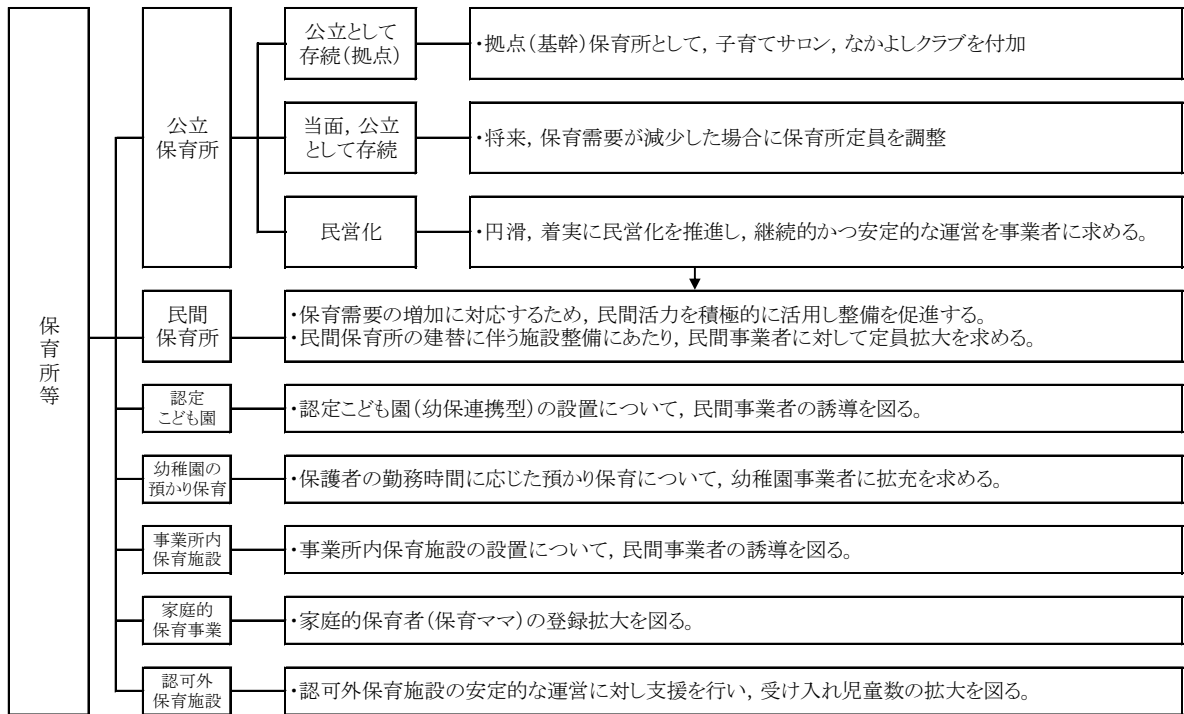 保育所等
公立
保育所
公立として
存続(拠点)
・拠点(基幹)保育所として, 子育てサロン, なかよしクラブを付加
当面, 公立
として存続
・将来, 保育需要が減少した場合に保育所定員を調整
民営化
・円滑, 着実に民営化を推進し, 継続的かつ安定的な運営を事業者に求める。
民間
保育所
・保育需要の増加に対応するため, 民間活力を積極的に活用し整備を促進する。
・民間保育所の建替に伴う施設整備にあたり, 民間事業者に対して定員拡大を求める。
認定
こども園
・認定こども園(幼保連携型)の設置について, 民間事業者の誘導を図る。
幼稚園の
預かり保育
・保護者の勤務時間に応じた預かり保育について, 幼稚園事業者に拡充を求める。
事業所内
保育施設
・事業所内保育施設の設置について, 民間事業者の誘導を図る。
家庭的
保育事業
・家庭的保育者(保育ママ)の登録拡大を図る。
認可外
保育施設
・認可外保育施設の安定的な運営に対し支援を行い, 受け入れ児童数の拡大を図る。